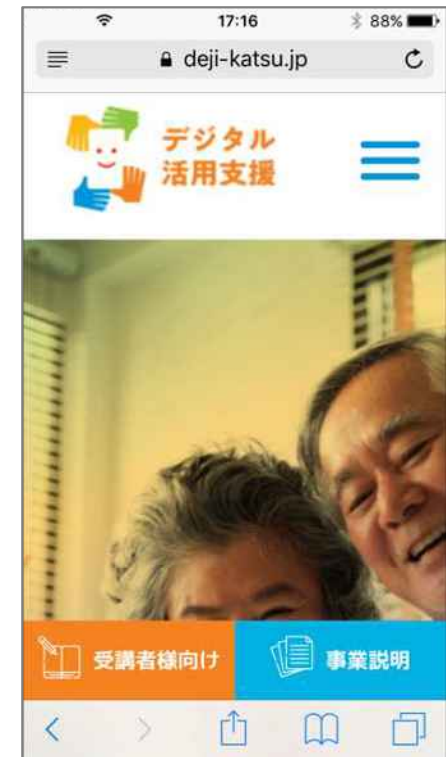 17:16
88%
deji-katsu.jp
デジタル
活用支援
受講者様向け
事業説明